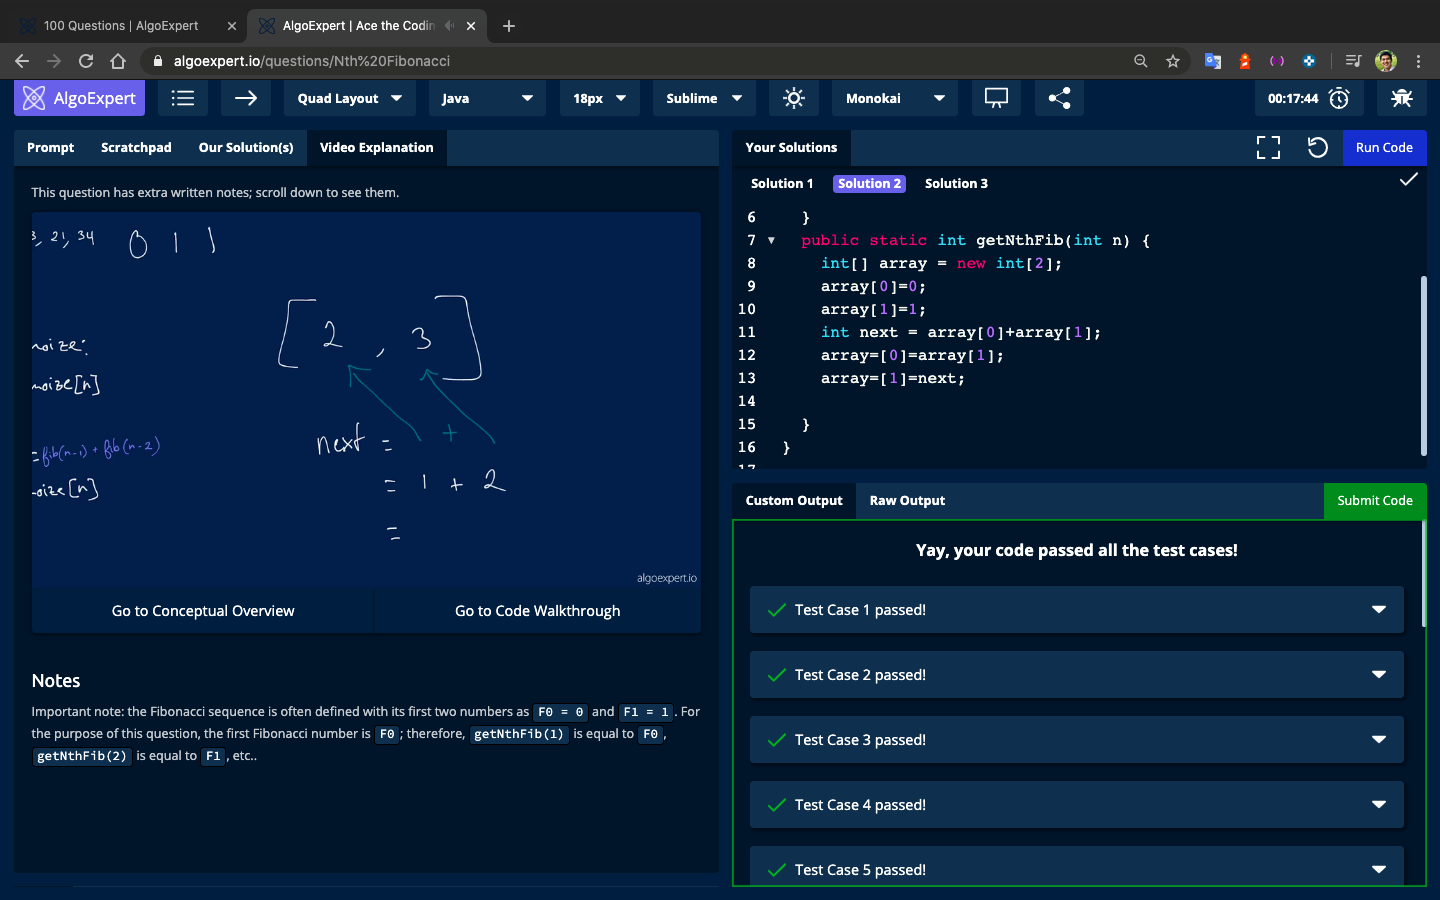 100 Questions | AlgoExpert
AlgoExpert | Ace the Codin
algoexpert.io/questions/Nth%20Fibonacci
AlgoExpert
Quad Layout
Java
18px
Sublime
Monokai
00:17:44
Prompt
Scratchpad
Our Solution(s)
Video Explanation
This question has extra written notes; scroll down to see them.
3, 21, 34
0 1 1
[2, 3]
noize:
noize[n]
next =
+
= fib(n-1) + fib(n-2)
= 1 + 2
oize[n]
=
algoexpert.io
Go to Conceptual Overview
Go to Code Walkthrough
Notes
Important note: the Fibonacci sequence is often defined with its first two numbers as F0 = 0 and F1 = 1. For
the purpose of this question, the first Fibonacci number is F0; therefore, getNthFib(1) is equal to F0,
getNthFib(2) is equal to F1, etc..
Your Solutions
Run Code
Solution 1
Solution 2
Solution 3
6 }
7 public static int getNthFib(int n) {
8 int[] array = new int[2];
9 array[0]=0;
10 array[1]=1;
11 int next = array[0]+array[1];
12 array=[0]=array[1];
13 array=[1]=next;
14
15 }
16 }
17
Custom Output
Raw Output
Submit Code
Yay, your code passed all the test cases!
Test Case 1 passed!
Test Case 2 passed!
Test Case 3 passed!
Test Case 4 passed!
Test Case 5 passed!